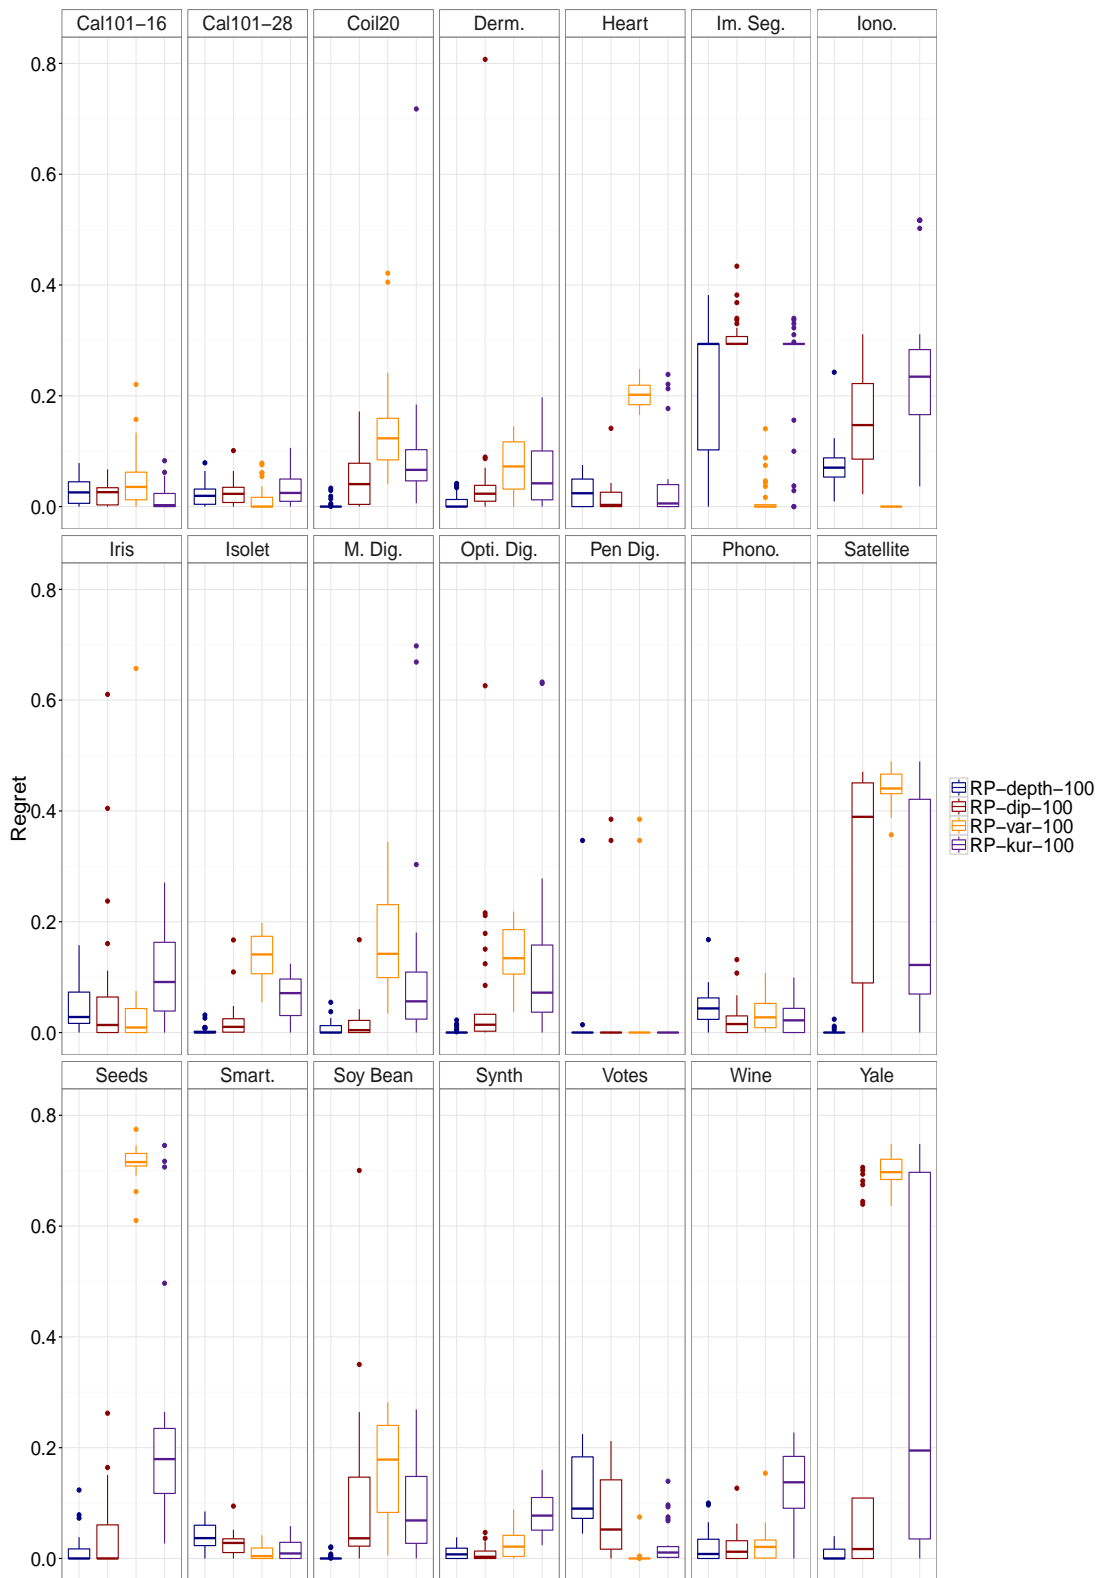 Cal101-16 Cal101-28 Coil20 Derm. Heart Im. Seg. Iono.
0.8
0.6
0.4
0.2
0.0
Iris Isolet M. Dig. Opti. Dig. Pen Dig. Phono. Satellite
0.8
0.6
0.4
0.2
0.0
Regret
RP-depth-100
RP-dip-100
RP-var-100
RP-kur-100
Seeds Smart. Soy Bean Synth Votes Wine Yale
0.8
0.6
0.4
0.2
0.0